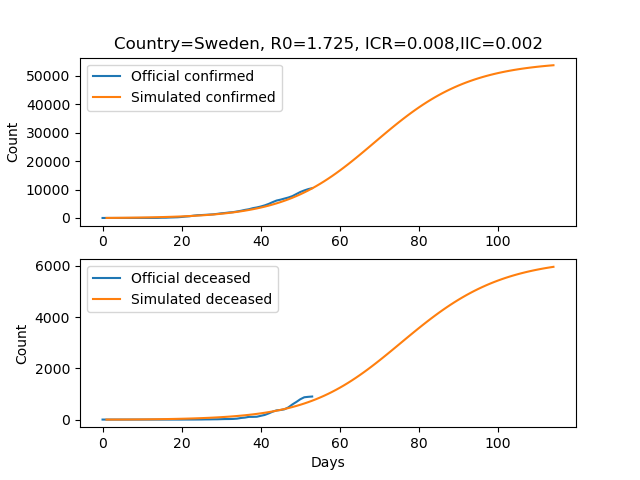 Country=Sweden, R0=1.725, ICR=0.008,IIC=0.002
50000
40000
30000
20000
10000
0
Count
Official confirmed
Simulated confirmed
0 20 40 60 80 100
6000
4000
2000
0
Count
Official deceased
Simulated deceased
0 20 40 60 80 100
Days